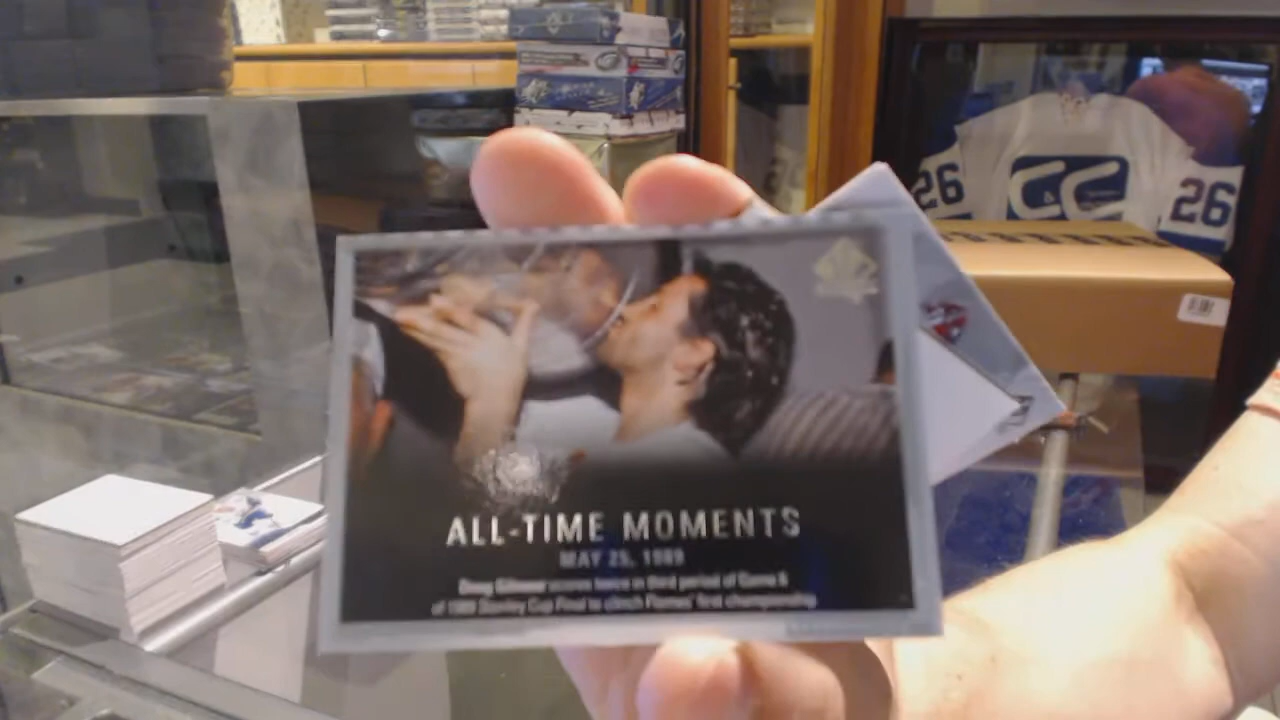 26
C&C
26
ALL-TIME MOMENTS
MAY 25, 1989
Doug Gilmour scores twice in third period of Game 6
of 1989 Stanley Cup Final to clinch Flames' first championship